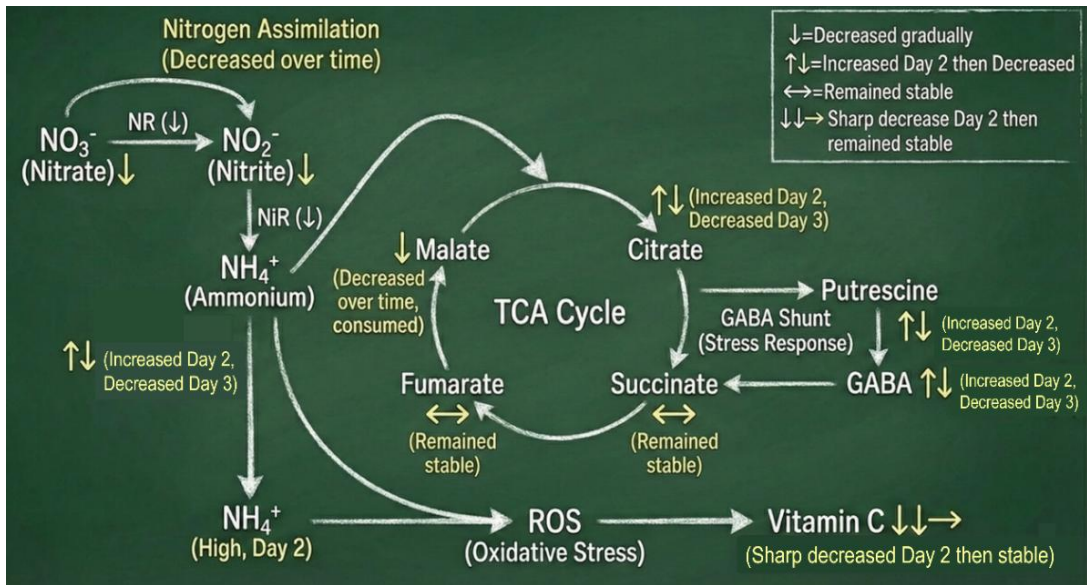 Nitrogen Assimilation
(Decreased over time)
↓=Decreased gradually
↑↓=Increased Day 2 then Decreased
↔=Remained stable
↓↓→ Sharp decrease Day 2 then
remained stable
NO₃⁻
(Nitrate)↓
NR (↓)
NO₂⁻
(Nitrite)↓
NiR (↓)
NH₄⁺
(Ammonium)
↑↓ (Increased Day 2,
Decreased Day 3)
↓ Malate
(Decreased
over time,
consumed)
Citrate
↑↓ (Increased Day 2,
Decreased Day 3)
TCA Cycle
GABA Shunt
(Stress Response)
Putrescine
↑↓ (Increased Day 2,
Decreased Day 3)
Fumarate
↔
(Remained
stable)
Succinate
↔
(Remained
stable)
GABA ↑↓ (Increased Day 2,
Decreased Day 3)
NH₄⁺
(High, Day 2)
ROS
(Oxidative Stress)
Vitamin C ↓↓→
(Sharp decreased Day 2 then stable)